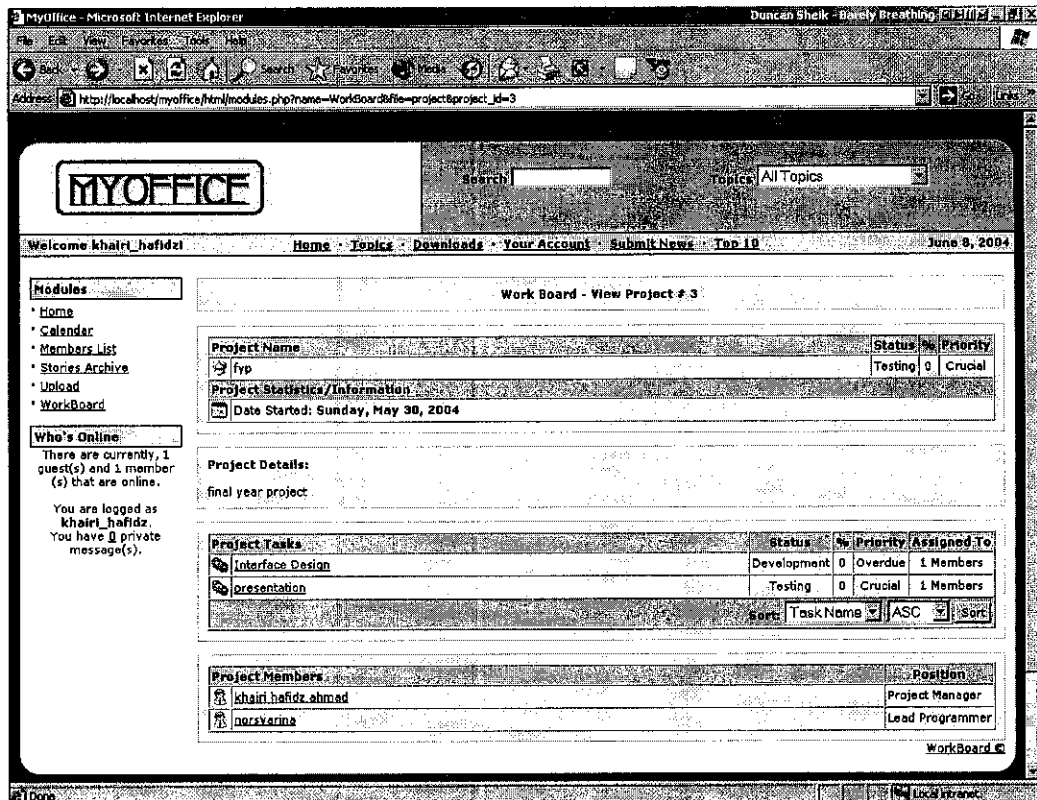 MyOffice - Microsoft Internet Explorer Duncan Sheik - Barely Breathing
File Edit View Favorites Tools Help
Back Search Favorites Media
Address http://localhost/myoffice/html/modules.php?name=WorkBoard&file=project&project_id=3 Go Links »
MYOFFICE
Search Topics All Topics
Welcome khairi_hafidz! Home · Topics · Downloads · Your Account · Submit News · Top 10 June 8, 2004
Modules
· Home
· Calendar
· Members List
· Stories Archive
· Upload
· WorkBoard
Who's Online
There are currently, 1
guest(s) and 1 member
(s) that are online.
You are logged as
khairi_hafidz.
You have 0 private
message(s).
Work Board - View Project # 3
Project Name Status % Priority
fyp Testing 0 Crucial
Project Statistics/Information
Date Started: Sunday, May 30, 2004
Project Details:
final year project
Project Tasks Status % Priority Assigned To
Interface Design Development 0 Overdue 1 Members
presentation Testing 0 Crucial 1 Members
Sort: Task Name ASC Sort
Project Members Position
khairi hafidz ahmad Project Manager
norsyarina Lead Programmer
WorkBoard ©
Done Local intranet